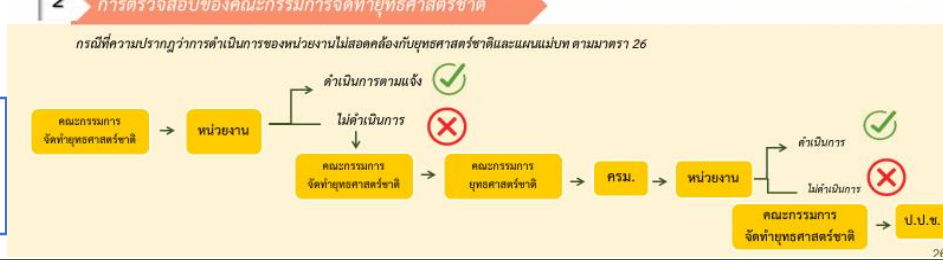 2 การตรวจสอบของคณะกรรมการจัดทำยุทธศาสตร์ชาติ
กรณีที่ความปรากฏว่าการดำเนินการของหน่วยงานไม่สอดคล้องกับยุทธศาสตร์ชาติและแผนแม่บท ตามมาตรา 26
คณะกรรมการ
จัดทำยุทธศาสตร์ชาติ
หน่วยงาน
ดำเนินการตามแจ้ง
ไม่ดำเนินการ
คณะกรรมการ
จัดทำยุทธศาสตร์ชาติ
คณะกรรมการ
ยุทธศาสตร์ชาติ
ครม.
หน่วยงาน
ดำเนินการ
ไม่ดำเนินการ
คณะกรรมการ
จัดทำยุทธศาสตร์ชาติ
ป.ป.ช.
26